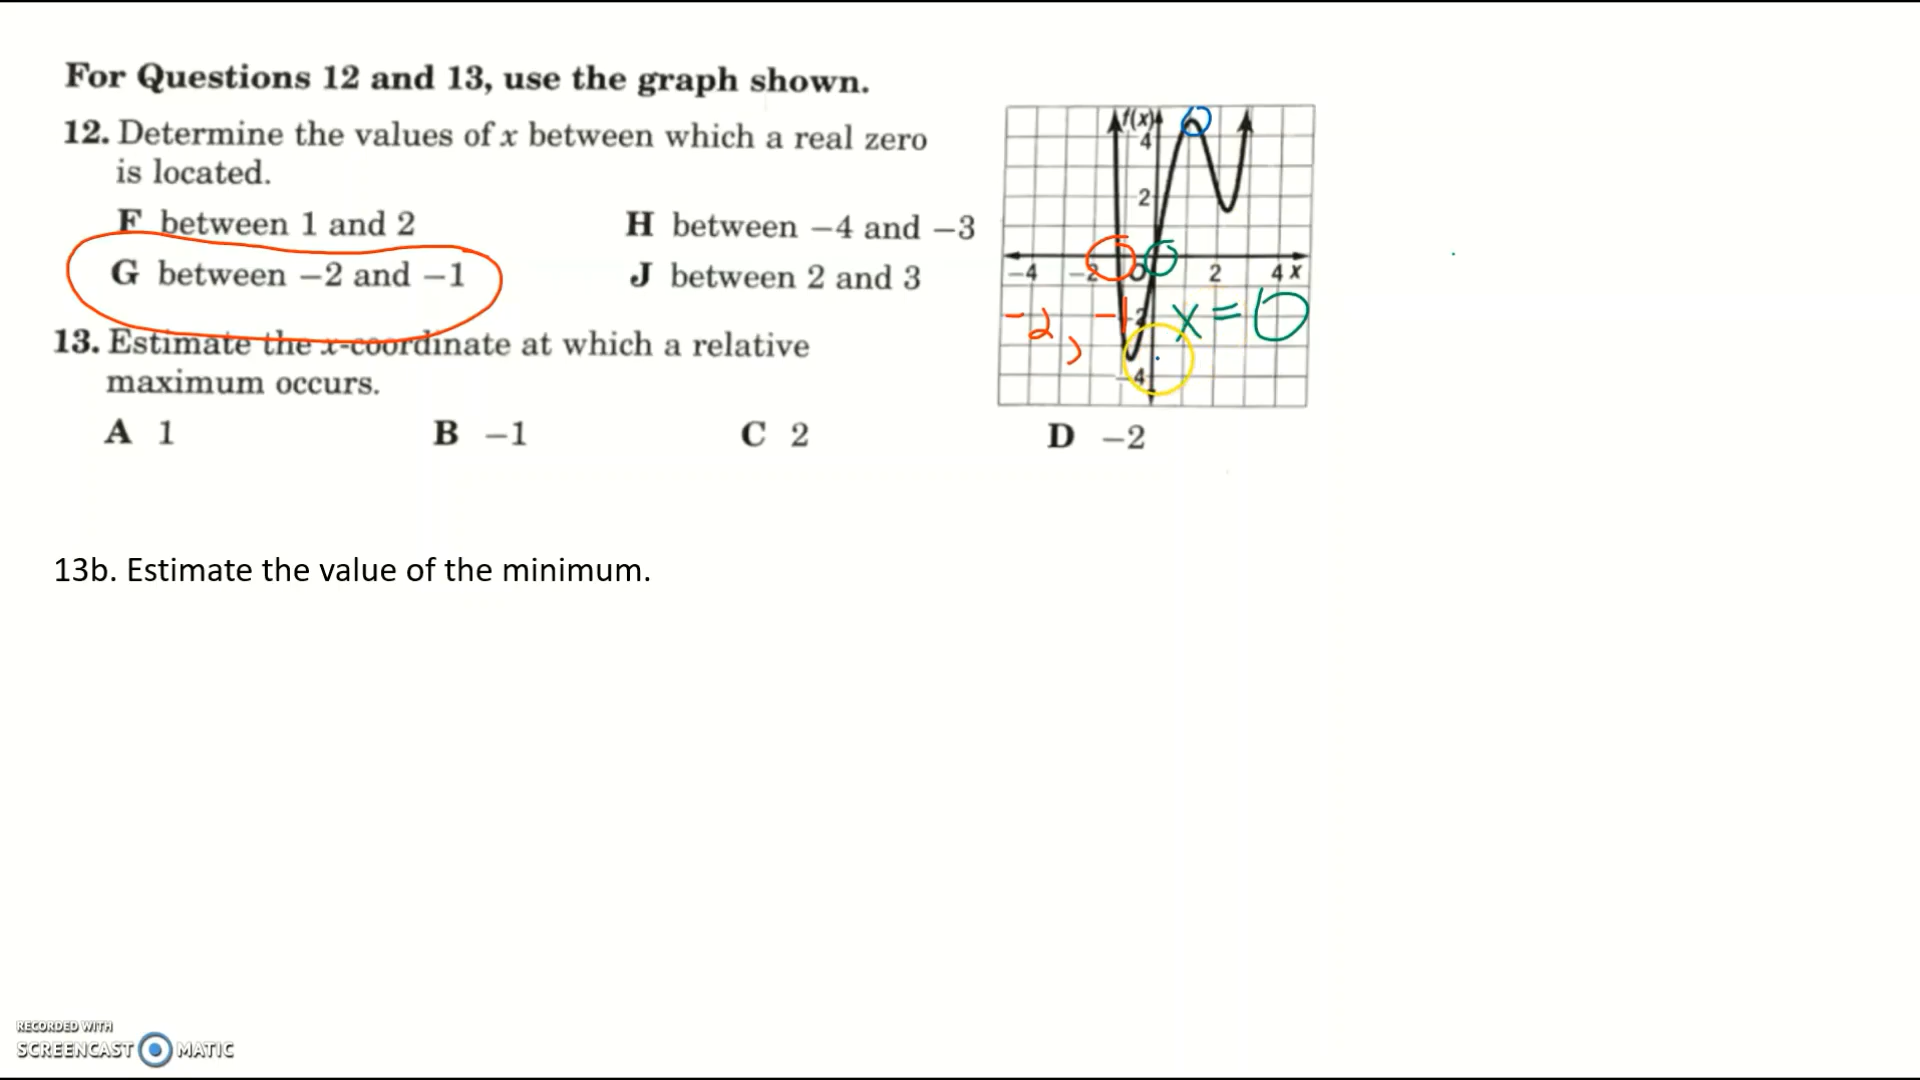 For Questions 12 and 13, use the graph shown.
12. Determine the values of x between which a real zero
is located.
F between 1 and 2
H between −4 and −3
G between −2 and −1
J between 2 and 3
f(x)
4
2
−4 −2 O 2 4 x
-2, -1
−2
x = 0
−4
13. Estimate the x-coordinate at which a relative
maximum occurs.
A 1 B −1 C 2 D −2
13b. Estimate the value of the minimum.
RECORDED WITH
SCREENCAST MATIC